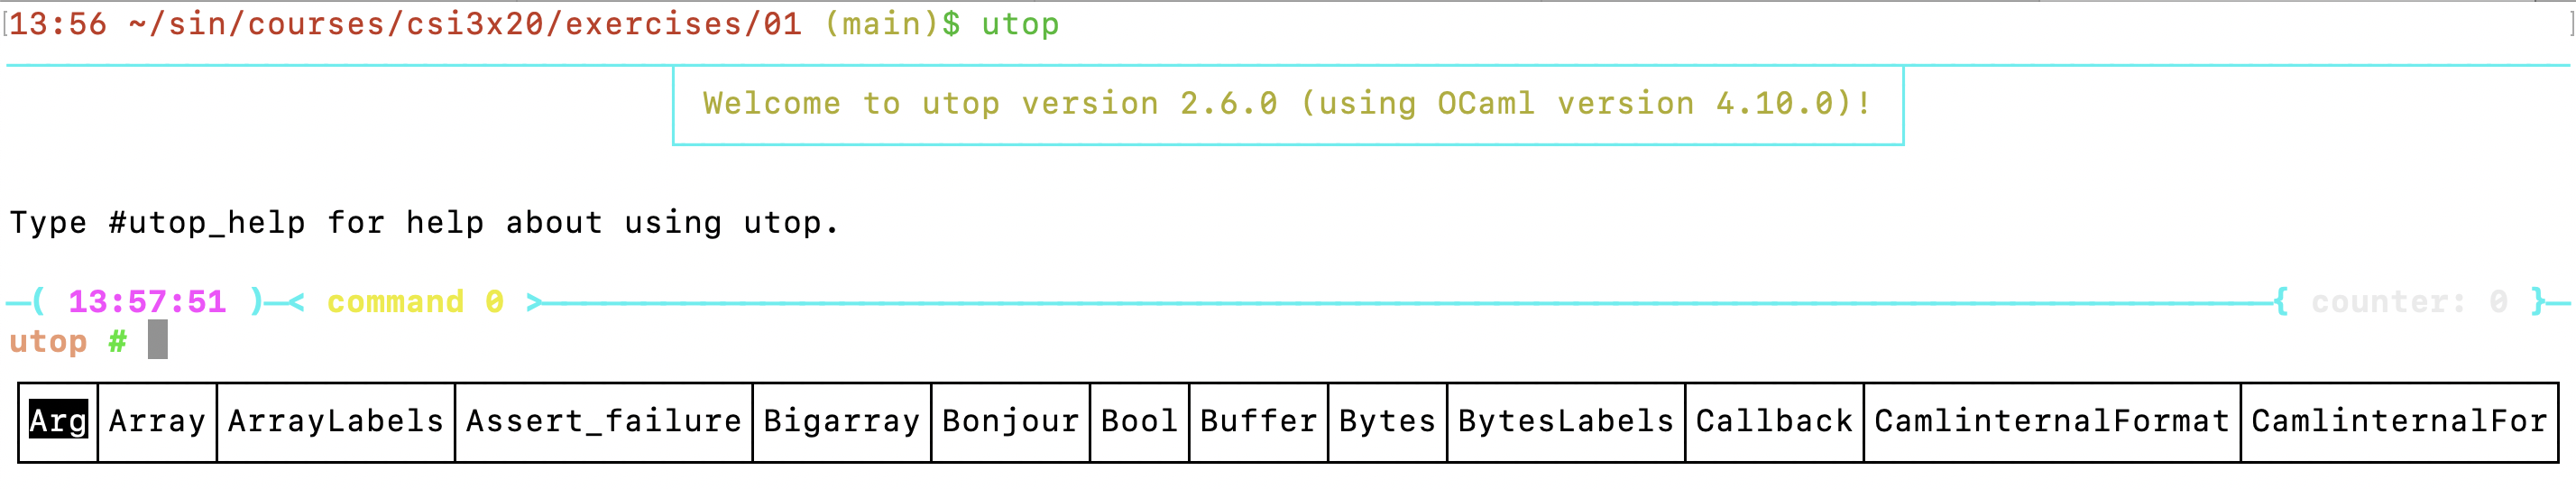 [13:56 ~/sin/courses/csi3x20/exercises/01 (main)$ utop ]
Welcome to utop version 2.6.0 (using OCaml version 4.10.0)!
Type #utop_help for help about using utop.
—( 13:57:51 )—< command 0 >—{ counter: 0 }—
utop #
Arg Array ArrayLabels Assert_failure Bigarray Bonjour Bool Buffer Bytes BytesLabels Callback CamlinternalFormat CamlinternalFor